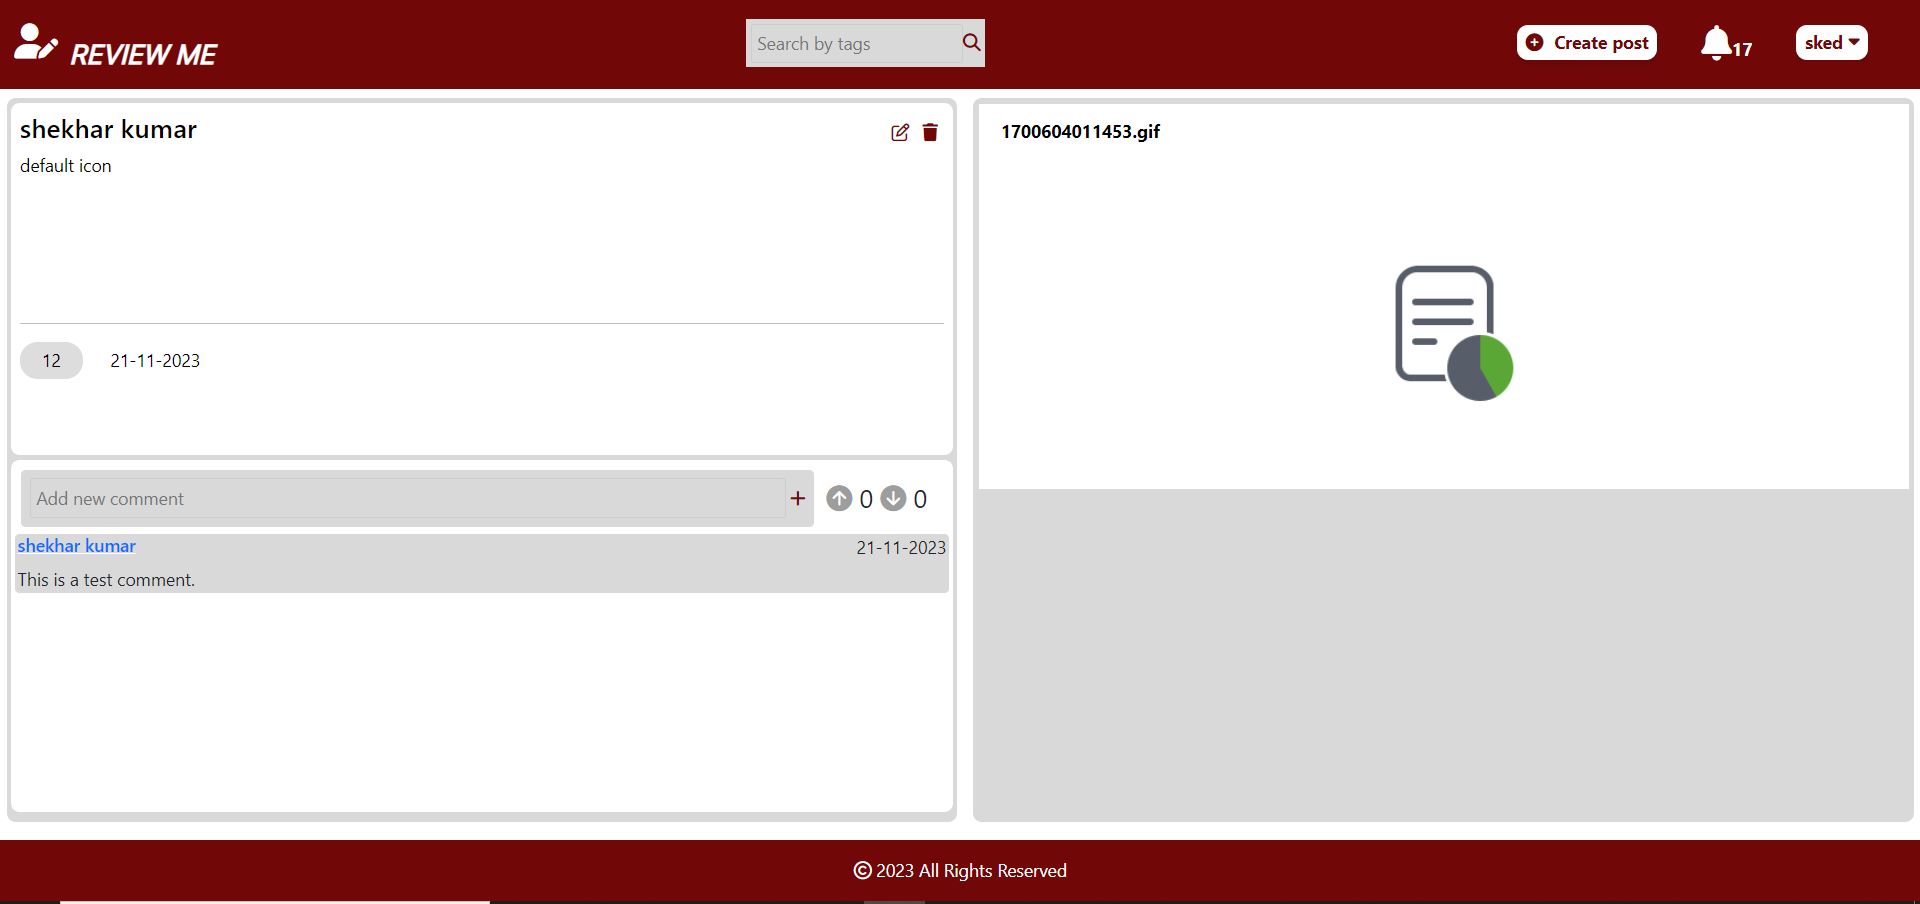 REVIEW ME
Search by tags
Create post
17
sked
shekhar kumar
default icon
12 21-11-2023
Add new comment
0 0
shekhar kumar 21-11-2023
This is a test comment.
1700604011453.gif
© 2023 All Rights Reserved